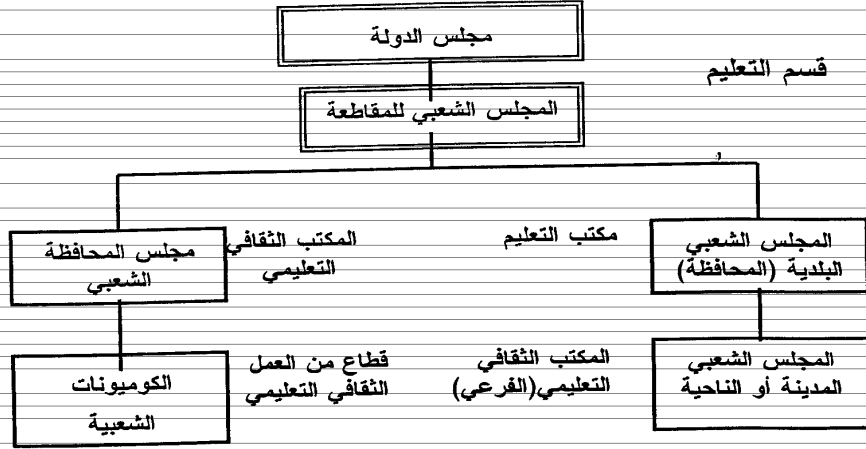 مجلس الدولة
قسم التعليم
المجلس الشعبي للمقاطعة
المجلس الشعبي
البلدية (المحافظة)
مكتب التعليم
المكتب الثقافي
التعليمي
مجلس المحافظة
الشعبي
المجلس الشعبي
المدينة أو الناحية
المكتب الثقافي
التعليمي(الفرعي)
قطاع من العمل
الثقافي التعليمي
الكوميونات
الشعبية